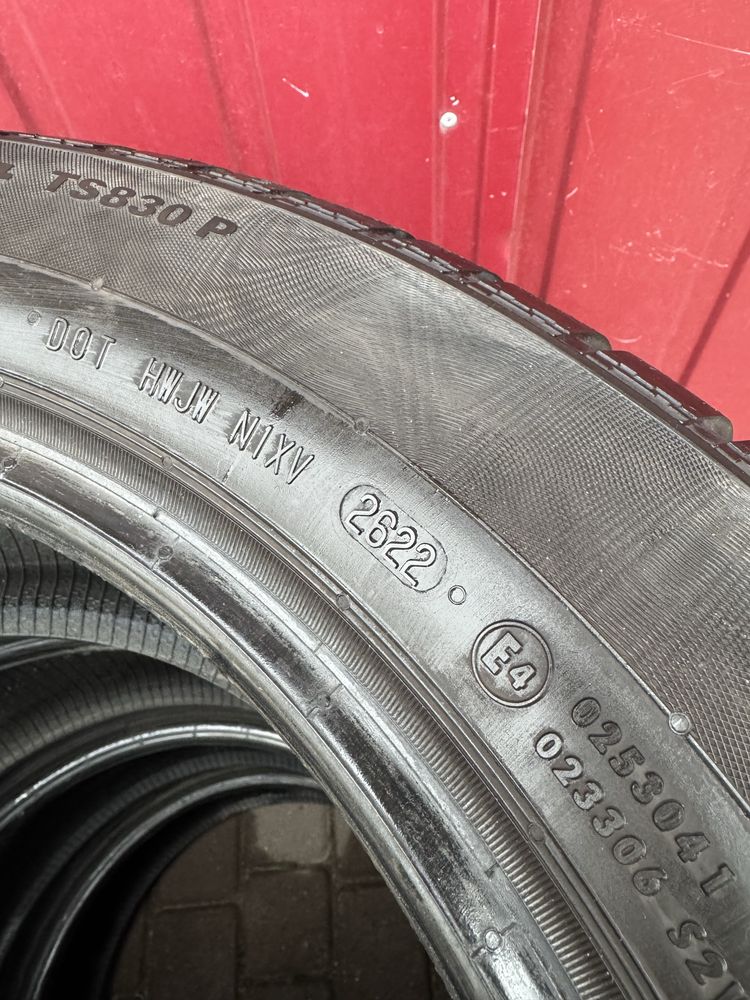 TS830 P
DOT HWJW N1XV 2622
E4
0253041
023306 S2